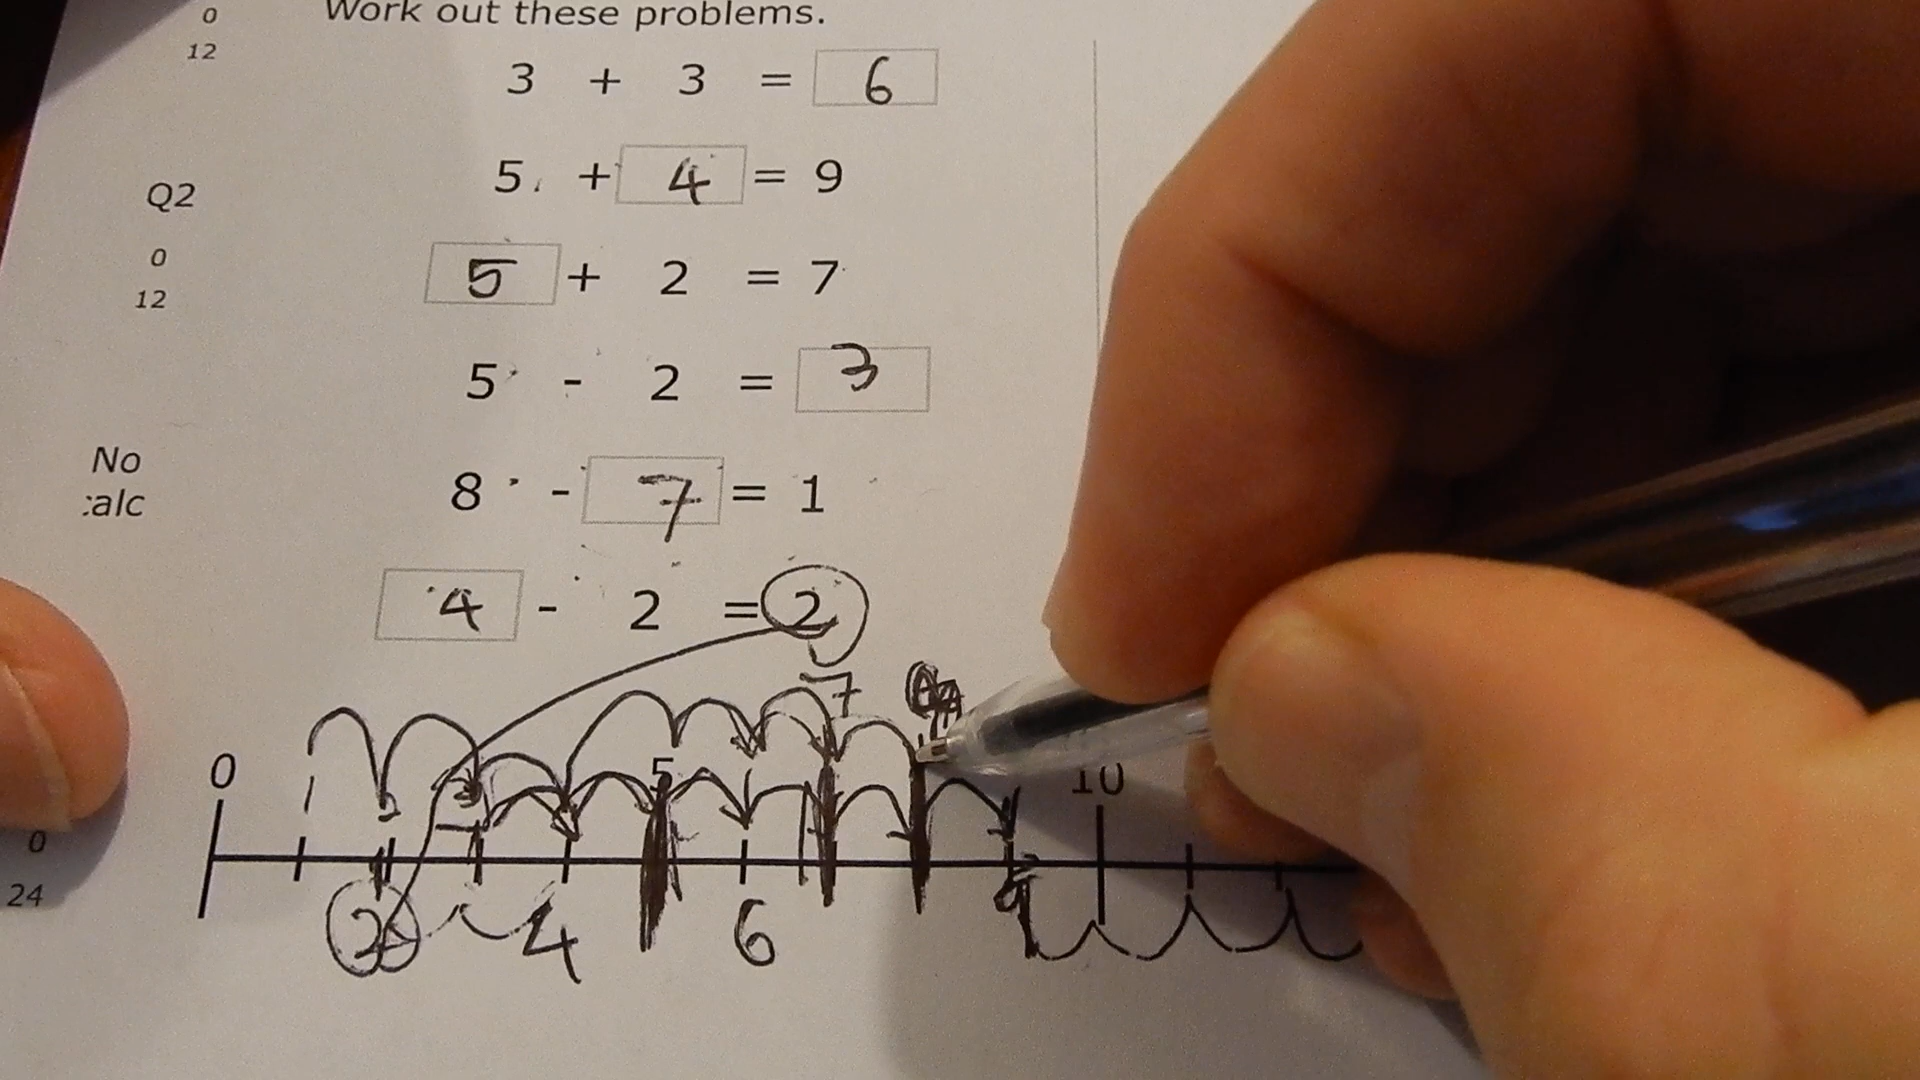 0
12
Work out these problems.
3 + 3 = 6
5 + 4 = 9
Q2
0
12
5 + 2 = 7
5 - 2 = 3
No
calc
8 - 7 = 1
4 - 2 = 2
7
0
5
10
0
24
2
4
6
9